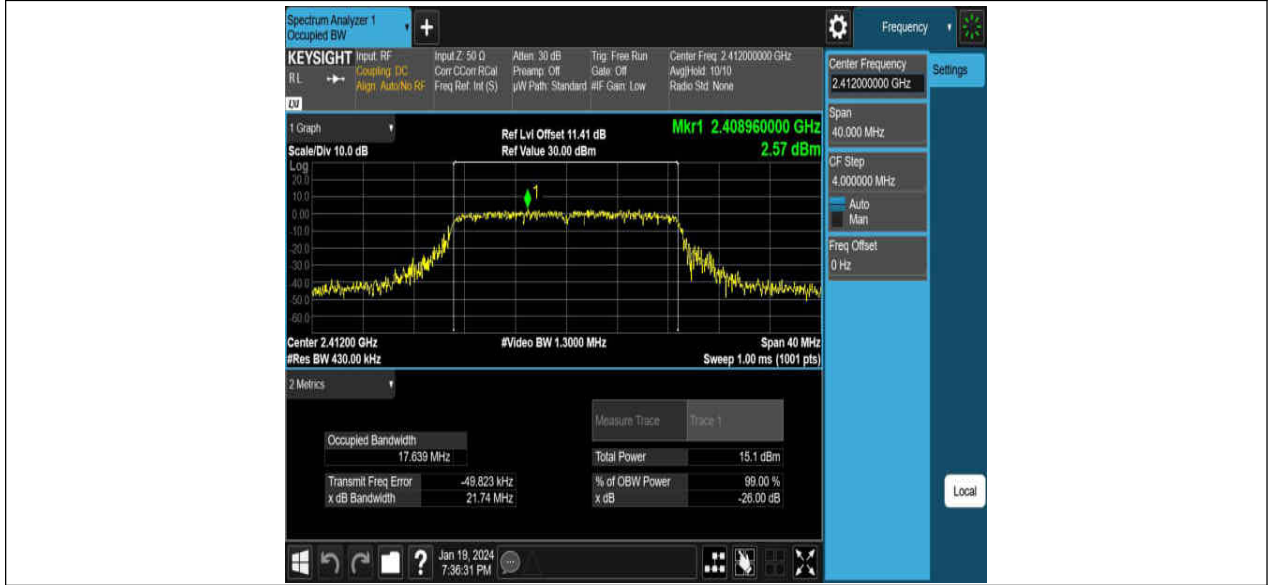 Spectrum Analyzer 1
Occupied BW
+
Frequency
KEYSIGHT Input: RF Input Z: 50 Ω Atten: 30 dB Trig: Free Run Center Freq: 2.412000000 GHz
RL Coupling: DC Corr CCorr RCal Preamp: Off Gate: Off Avg|Hold: 10/10
Align: Auto/No RF Freq Ref: Int (S) µW Path: Standard #IF Gain: Low Radio Std: None
LXI
Center Frequency
2.412000000 GHz
Settings
Span
40.000 MHz
CF Step
4.000000 MHz
Auto
Man
Freq Offset
0 Hz
1 Graph
Ref Lvl Offset 11.41 dB
Mkr1 2.408960000 GHz
Scale/Div 10.0 dB
Ref Value 30.00 dBm
2.57 dBm
Log
20.0
10.0
0.00
-10.0
-20.0
-30.0
-40.0
-50.0
-60.0
1
Center 2.41200 GHz #Video BW 1.3000 MHz Span 40 MHz
#Res BW 430.00 kHz Sweep 1.00 ms (1001 pts)
2 Metrics
Measure Trace Trace 1
Occupied Bandwidth
17.639 MHz
Total Power 15.1 dBm
Transmit Freq Error -49.823 kHz % of OBW Power 99.00 %
x dB Bandwidth 21.74 MHz x dB -26.00 dB
Local
?
Jan 19, 2024
7:36:31 PM